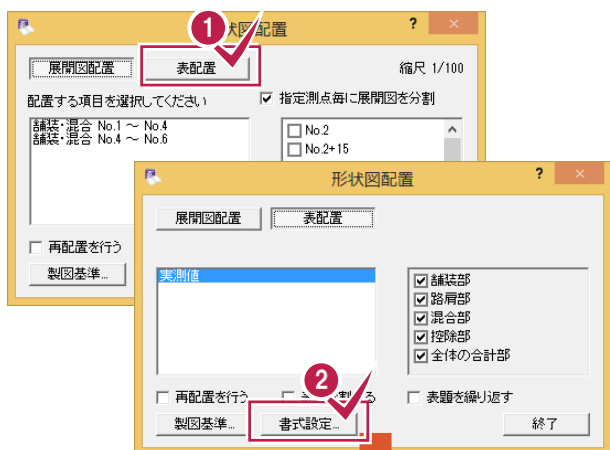 1
状図配置
?
×
展開図配置
表配置
縮尺 1/100
配置する項目を選択してください
指定測点毎に展開図を分割
舗装・混合 No.1 ~ No.4
舗装・混合 No.4 ~ No.6
No.2
No.2+15
再配置を行う
製図基準...
形状図配置
?
×
展開図配置
表配置
実測値
舗装部
路肩部
混合部
控除部
全体の合計部
2
再配置を行う
表題を繰り返す
製図基準...
書式設定...
終了